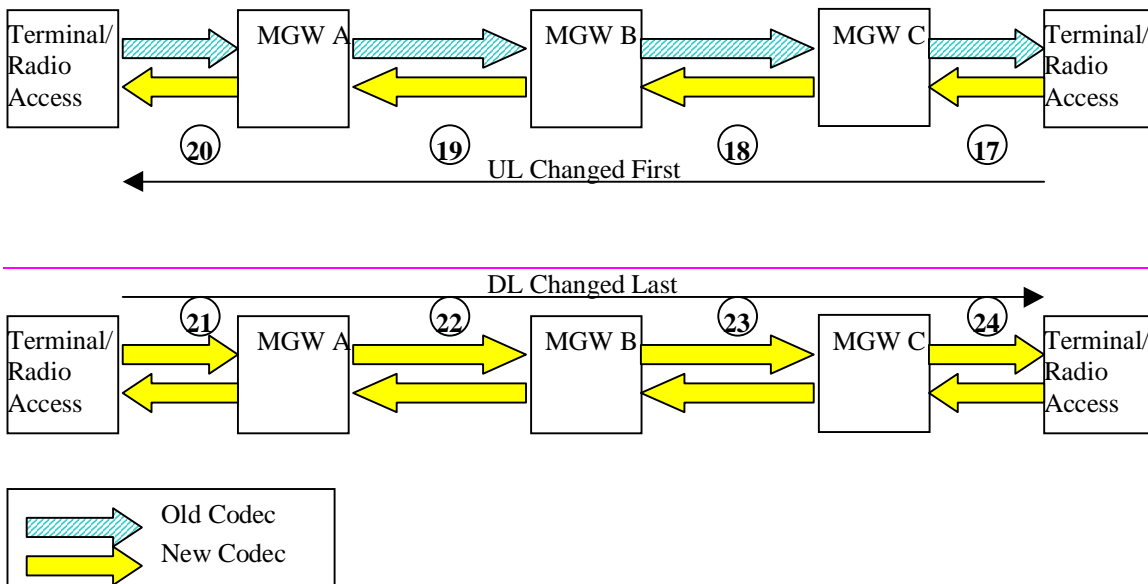 Terminal/
Radio
Access
MGW A
MGW B
MGW C
Terminal/
Radio
Access
20
19
18
17
UL Changed First
DL Changed Last
21
22
23
24
Terminal/
Radio
Access
MGW A
MGW B
MGW C
Terminal/
Radio
Access
Old Codec
New Codec